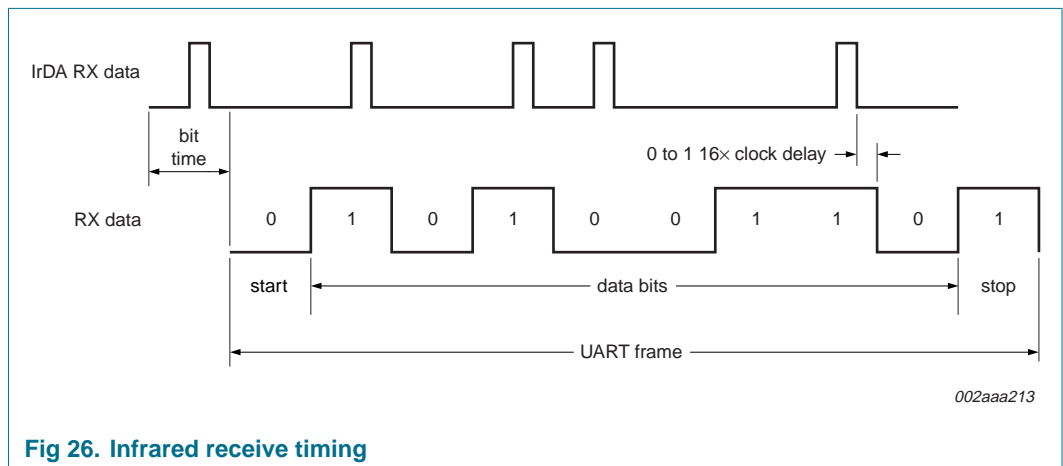 IrDA RX data
bit
time
0 to 1 16× clock delay
RX data
0 1 0 1 0 0 1 1 0 1
start data bits stop
UART frame
002aaa213
Fig 26. Infrared receive timing